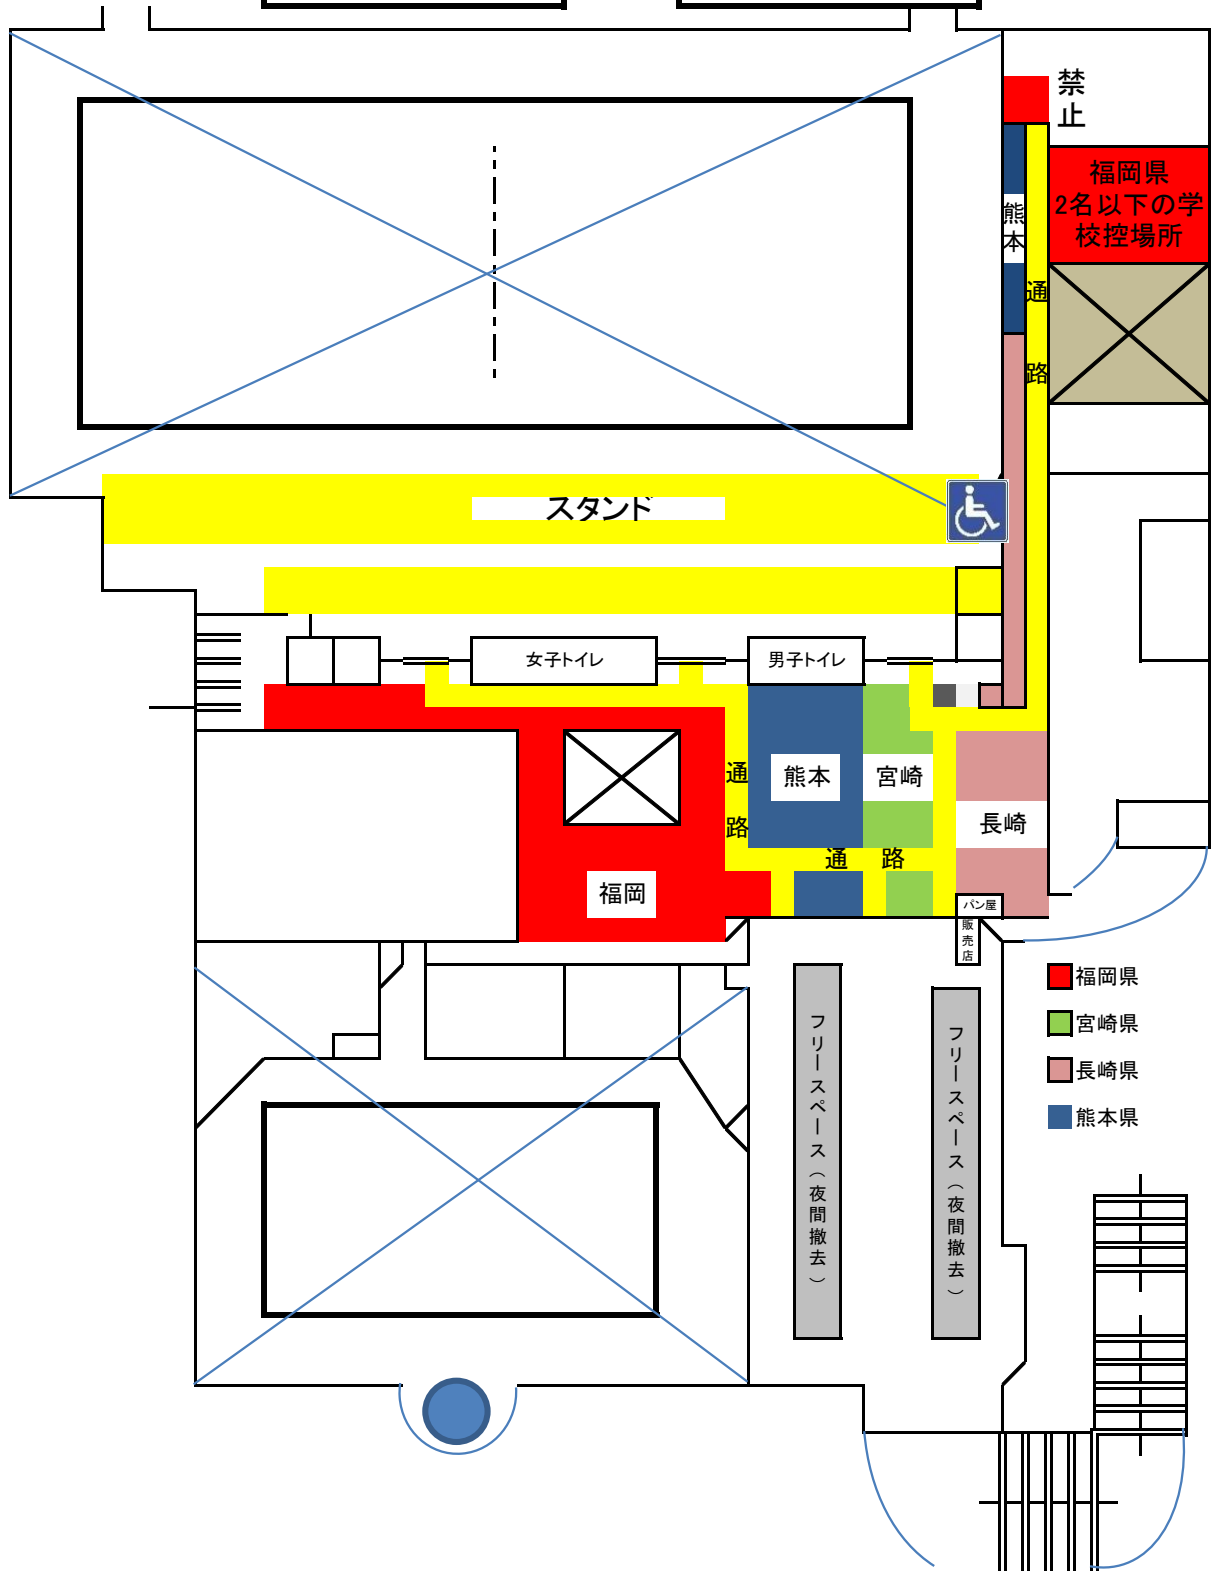 禁
止
福岡県
2名以下の学
校控場所
熊
本
通
路
スタンド
女子トイレ
男子トイレ
通
路
熊本
宮崎
長崎
通 路
福岡
パン屋
販
売
店
福岡県
宮崎県
長崎県
熊本県
フリースペース（夜間撤去）
フリースペース（夜間撤去）